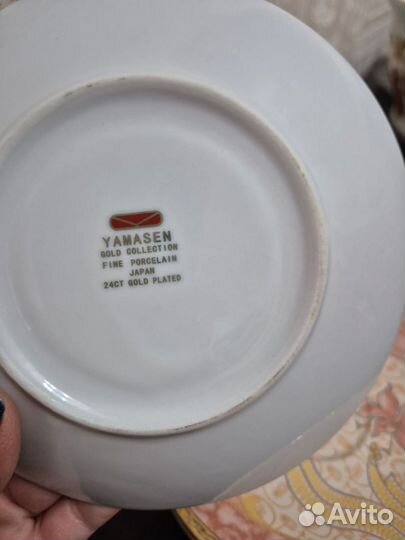 YAMASEN
GOLD COLLECTION
FINE PORCELAIN
JAPAN
24CT GOLD PLATED
Avito